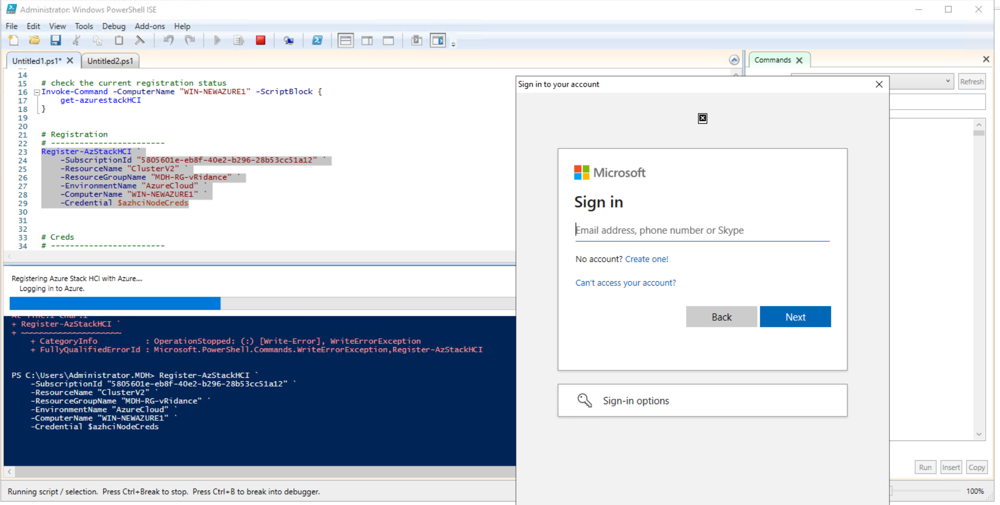 Administrator: Windows PowerShell ISE
File Edit View Tools Debug Add-ons Help
Untitled1.ps1* Untitled2.ps1
14
15 # check the current registration status
16 Invoke-Command -ComputerName "WIN-NEWAZURE1" -ScriptBlock {
17 get-azurestackHCI
18 }
19
20
21 # Registration
22 # ------------------------
23 Register-AzStackHCI `
24 -SubscriptionId "5805601e-eb8f-40e2-b296-28b53cc51a12" `
25 -ResourceName "ClusterV2" `
26 -ResourceGroupName "MDH-RG-vRidance" `
27 -EnvironmentName "AzureCloud" `
28 -ComputerName "WIN-NEWAZURE1" `
29 -Credential $azhciNodeCreds
30
31
32
33 # Creds
34 # ------------------------
Registering Azure Stack HCI with Azure....
Logging in to Azure.
+ Register-AzStackHCI `
+ ~~~~~~~~~~~~~~~~~~~~~
+ CategoryInfo : OperationStopped: (:) [Write-Error], WriteErrorException
+ FullyQualifiedErrorId : Microsoft.PowerShell.Commands.WriteErrorException,Register-AzStackHCI
PS C:\Users\Administrator.MDH> Register-AzStackHCI `
-SubscriptionId "5805601e-eb8f-40e2-b296-28b53cc51a12" `
-ResourceName "ClusterV2" `
-ResourceGroupName "MDH-RG-vRidance" `
-EnvironmentName "AzureCloud" `
-ComputerName "WIN-NEWAZURE1" `
-Credential $azhciNodeCreds
Running script / selection. Press Ctrl+Break to stop. Press Ctrl+B to break into debugger.
Sign in to your account
Microsoft
Sign in
Email address, phone number or Skype
No account? Create one!
Can't access your account?
Back Next
Sign-in options
Commands
Refresh
Run Insert Copy
100%